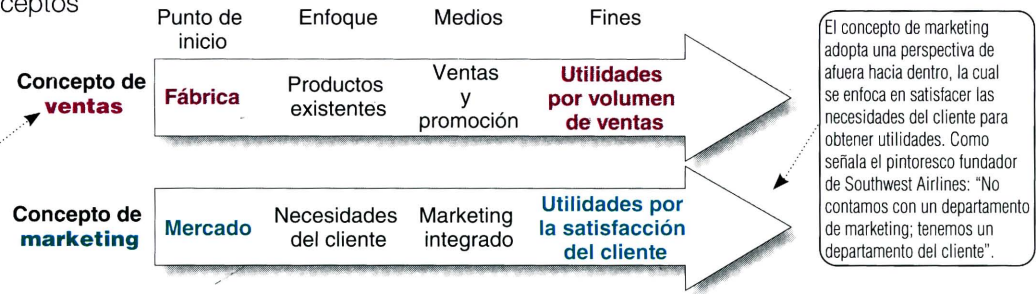 ceptos
Punto de
inicio
Enfoque
Medios
Fines
Concepto de
ventas
Fábrica
Productos
existentes
Ventas
y
promoción
Utilidades
por volumen
de ventas
Concepto de
marketing
Mercado
Necesidades
del cliente
Marketing
integrado
Utilidades por
la satisfacción
del cliente
El concepto de marketing
adopta una perspectiva de
afuera hacia dentro, la cual
se enfoca en satisfacer las
necesidades del cliente para
obtener utilidades. Como
señala el pintoresco fundador
de Southwest Airlines: "No
contamos con un departamento
de marketing; tenemos un
departamento del cliente".